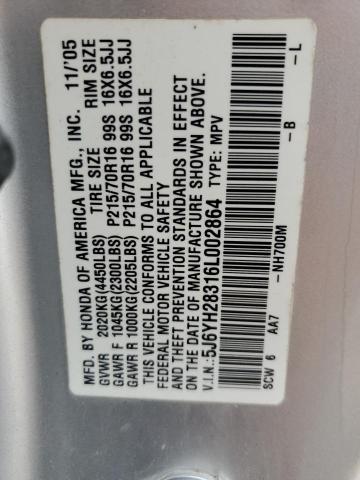 MFD. BY HONDA OF AMERICA MFG., INC. 11/'05
GVWR 2020KG(4450LBS) TIRE SIZE RIM SIZE
GAWR F 1045KG(2300LBS) P215/70R16 99S 16X6.5JJ
GAWR R 1000KG(2205LBS) P215/70R16 99S 16X6.5JJ
THIS VEHICLE CONFORMS TO ALL APPLICABLE
FEDERAL MOTOR VEHICLE SAFETY
AND THEFT PREVENTION STANDARDS IN EFFECT
ON THE DATE OF MANUFACTURE SHOWN ABOVE.
V.I.N.:5J6YH28316L002864 TYPE: MPV
SCW 6 AA7 -NH700M -B -L